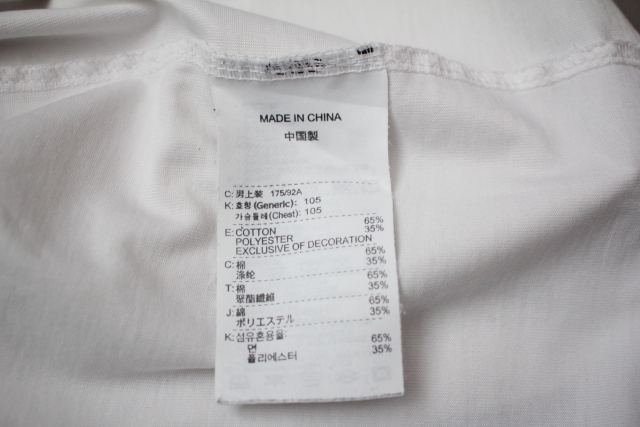 MADE IN CHINA
中国製
C: 男上裝 175/92A
K: 호칭 (Generic): 105
가슴둘레(Chest): 105
E: COTTON 65%
POLYESTER 35%
EXCLUSIVE OF DECORATION
C: 棉 65%
涤纶 35%
T: 棉 65%
聚酯纖維 35%
J: 綿 65%
ポリエステル 35%
K: 섬유혼용율
면 65%
폴리에스터 35%